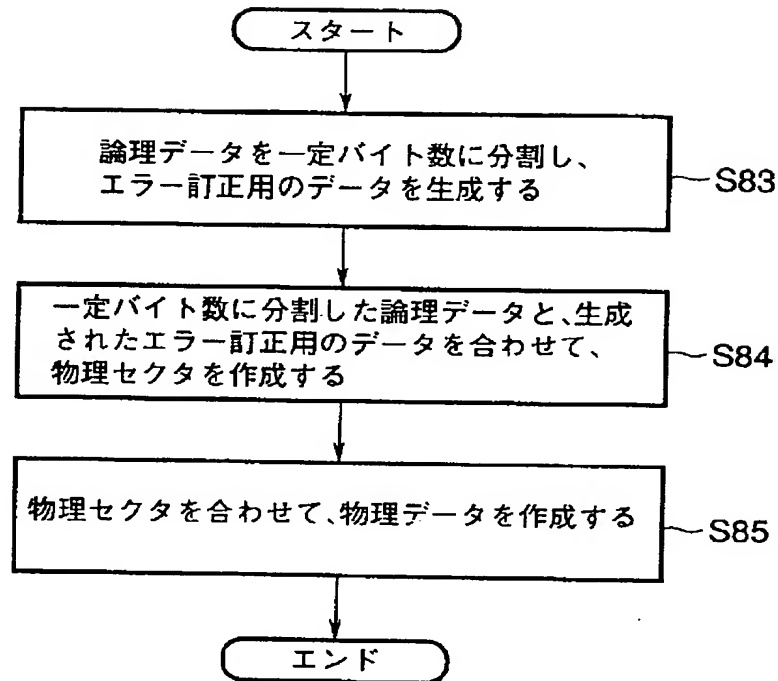 スタート
論理データを一定バイト数に分割し、
エラー訂正用のデータを生成する
S83
一定バイト数に分割した論理データと、生成
されたエラー訂正用のデータを合わせて、
物理セクタを作成する
S84
物理セクタを合わせて、物理データを作成する
S85
エンド